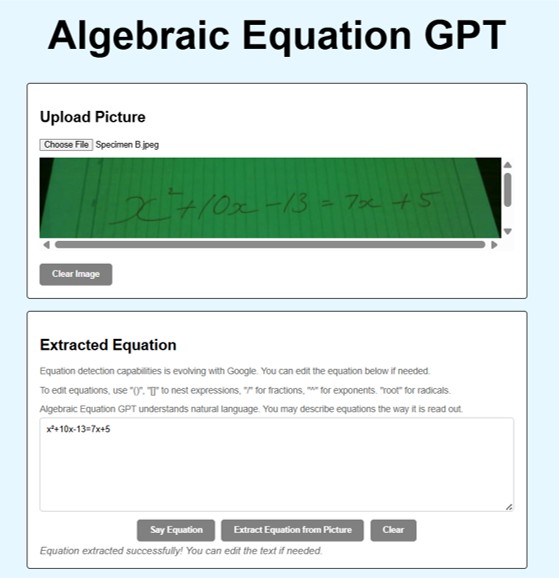 Algebraic Equation GPT
Upload Picture
Choose File Specimen B.jpeg
x²+10x-13=7x+5
Clear Image
Extracted Equation
Equation detection capabilities is evolving with Google. You can edit the equation below if needed.
To edit equations, use "()", "[]" to nest expressions, "/" for fractions, "^" for exponents. "root" for radicals.
Algebraic Equation GPT understands natural language. You may describe equations the way it is read out.
x²+10x-13=7x+5
Say Equation Extract Equation from Picture Clear
Equation extracted successfully! You can edit the text if needed.